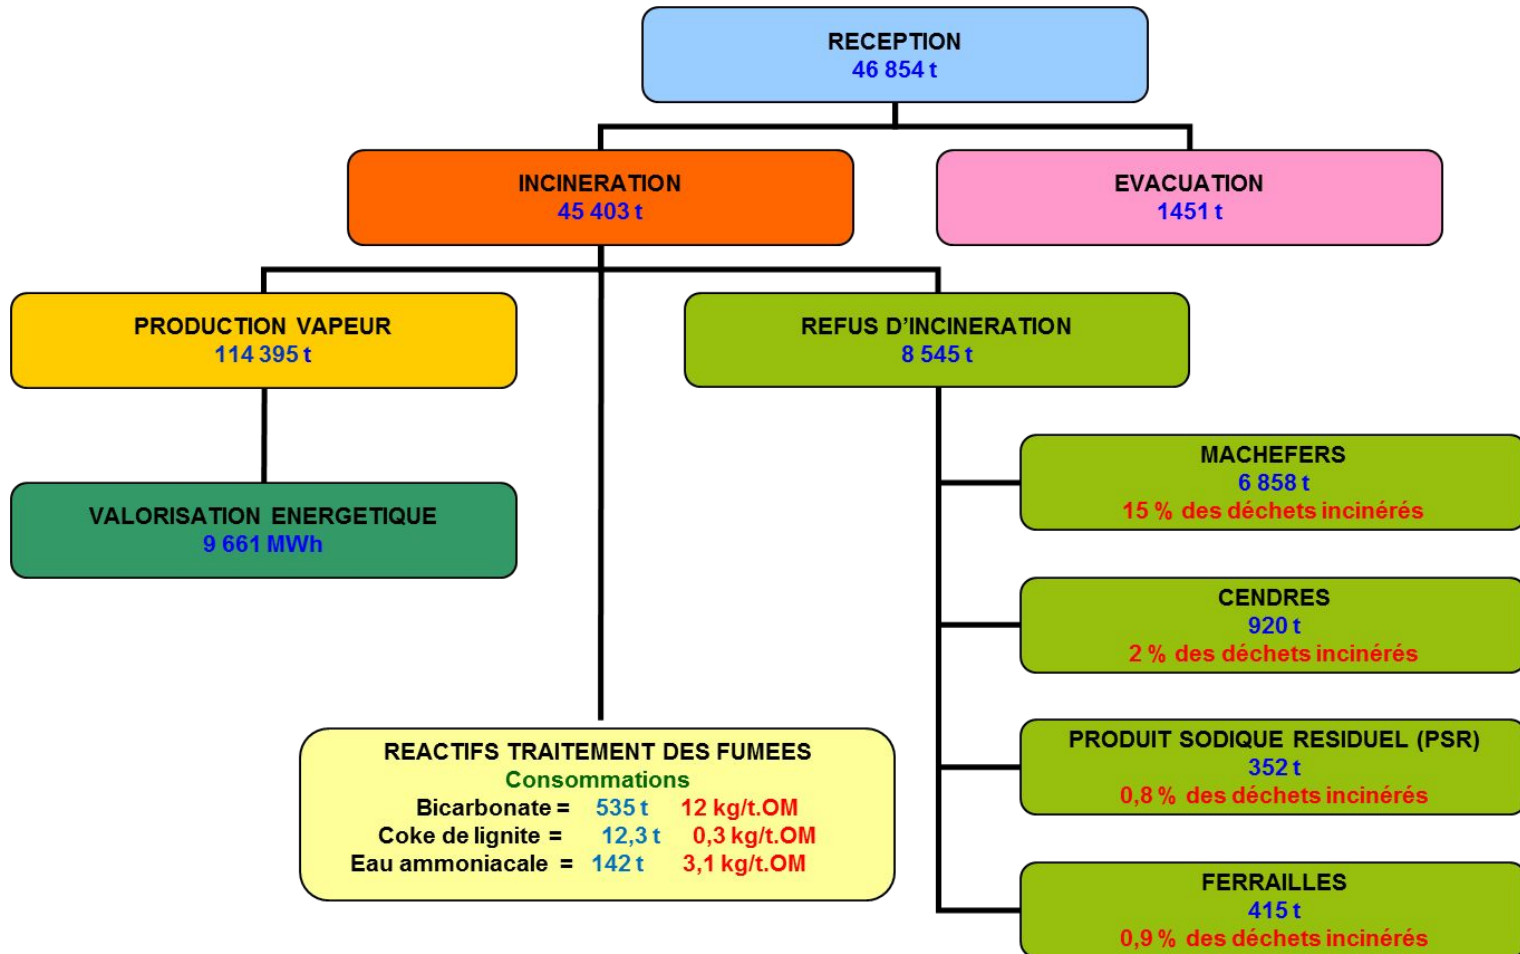 RECEPTION
46 854 t
INCINERATION
45 403 t
EVACUATION
1451 t
PRODUCTION VAPEUR
114 395 t
REFUS D’INCINERATION
8 545 t
VALORISATION ENERGETIQUE
9 661 MWh
MACHEFERS
6 858 t
15 % des déchets incinérés
CENDRES
920 t
2 % des déchets incinérés
PRODUIT SODIQUE RESIDUEL (PSR)
352 t
0,8 % des déchets incinérés
FERRAILLES
415 t
0,9 % des déchets incinérés
REACTIFS TRAITEMENT DES FUMEES
Consommations
Bicarbonate = 535 t 12 kg/t.OM
Coke de lignite = 12,3 t 0,3 kg/t.OM
Eau ammoniacale = 142 t 3,1 kg/t.OM